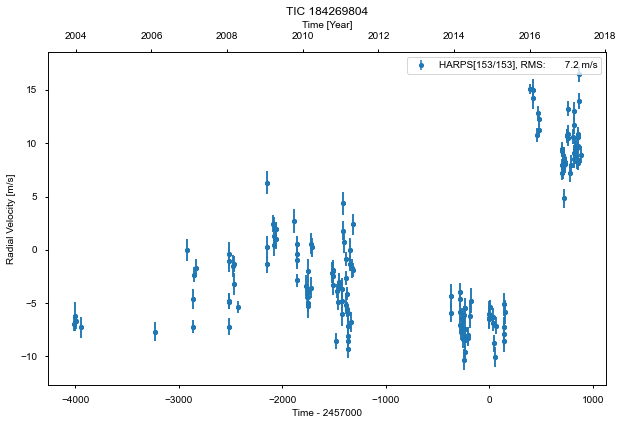 TIC 184269804
Time [Year]
2004 2006 2008 2010 2012 2014 2016 2018
HARPS[153/153], RMS: 7.2 m/s
15
10
5
0
−5
−10
Radial Velocity [m/s]
−4000 −3000 −2000 −1000 0 1000
Time - 2457000